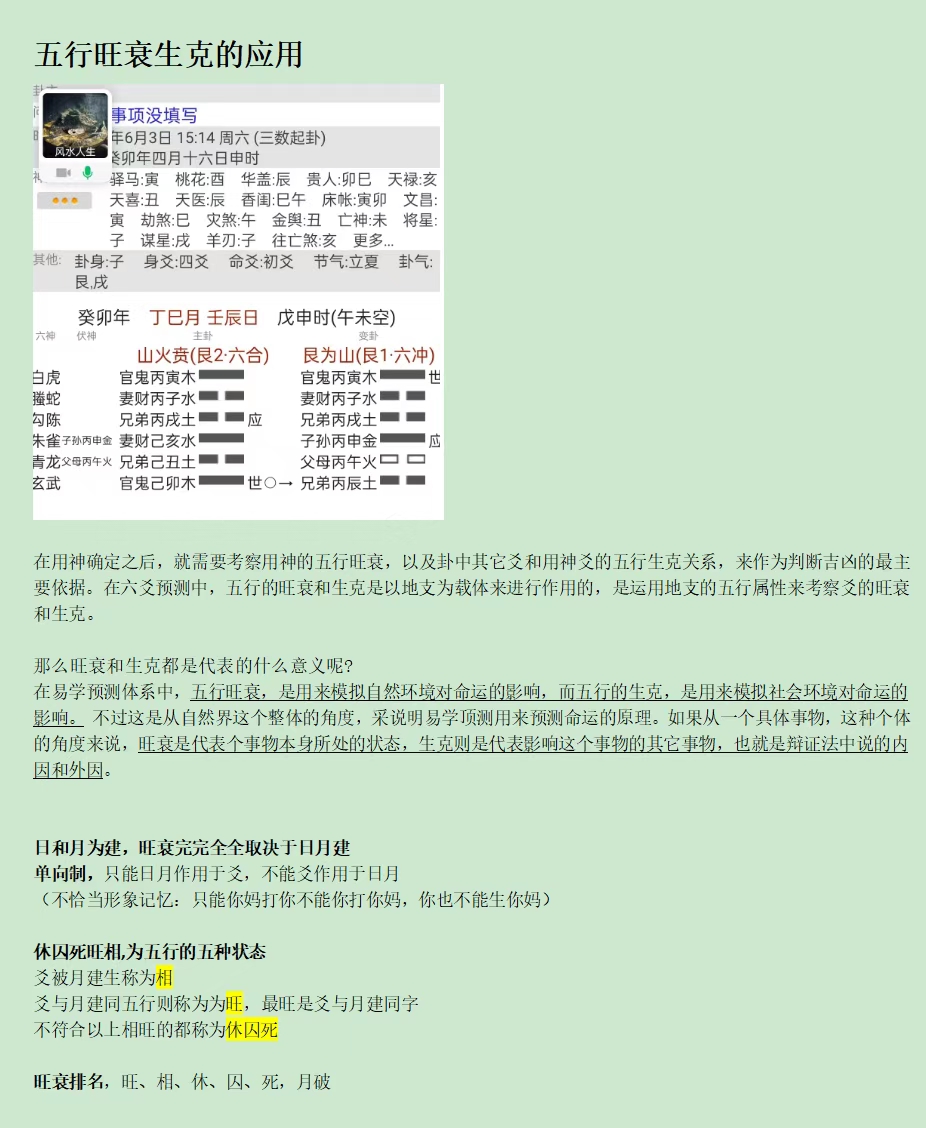 五行旺衰生克的应用
事项没填写
风水人生
年6月3日 15:14 周六 (三数起卦)
癸卯年四月十六日申时
驿马:寅 桃花:酉 华盖:辰 贵人:卯巳 天禄:亥
天喜:丑 天医:辰 香闺:巳午 床帐:寅卯 文昌:
寅 劫煞:巳 灾煞:午 金舆:丑 亡神:未 将星:
子 谋星:戌 羊刃:子 往亡煞:亥 更多...
其他: 卦身:子 身爻:四爻 命爻:初爻 节气:立夏 卦气:
艮,戌
癸卯年 丁巳月 壬辰日 戊申时(午未空)
六神 伏神 主卦 变卦
山火贲(艮2·六合) 艮为山(艮1·六冲)
白虎 官鬼丙寅木 官鬼丙寅木 世
螣蛇 妻财丙子水 妻财丙子水
勾陈 兄弟丙戌土 应 兄弟丙戌土
朱雀 子孙丙申金 妻财己亥水 子孙丙申金 应
青龙 父母丙午火 兄弟己丑土 父母丙午火
玄武 官鬼己卯木 世○→ 兄弟丙辰土
在用神确定之后，就需要考察用神的五行旺衰，以及卦中其它爻和用神爻的五行生克关系，来作为判断吉凶的最主
要依据。在六爻预测中，五行的旺衰和生克是以地支为载体来进行作用的，是运用地支的五行属性来考察爻的旺衰
和生克。
那么旺衰和生克都是代表的什么意义呢?
在易学预测体系中，五行旺衰，是用来模拟自然环境对命运的影响，而五行的生克，是用来模拟社会环境对命运的
影响。 不过这是从自然界这个整体的角度，采说明易学顶测用来预测命运的原理。如果从一个具体事物，这种个体
的角度来说，旺衰是代表个事物本身所处的状态，生克则是代表影响这个事物的其它事物，也就是辩证法中说的内
因和外因。
日和月为建，旺衰完完全全取决于日月建
单向制，只能日月作用于爻，不能爻作用于日月
（不恰当形象记忆：只能你妈打你不能你打你妈，你也不能生你妈）
休囚死旺相,为五行的五种状态
爻被月建生称为相
爻与月建同五行则称为为旺，最旺是爻与月建同字
不符合以上相旺的都称为休囚死
旺衰排名，旺、相、休、囚、死，月破